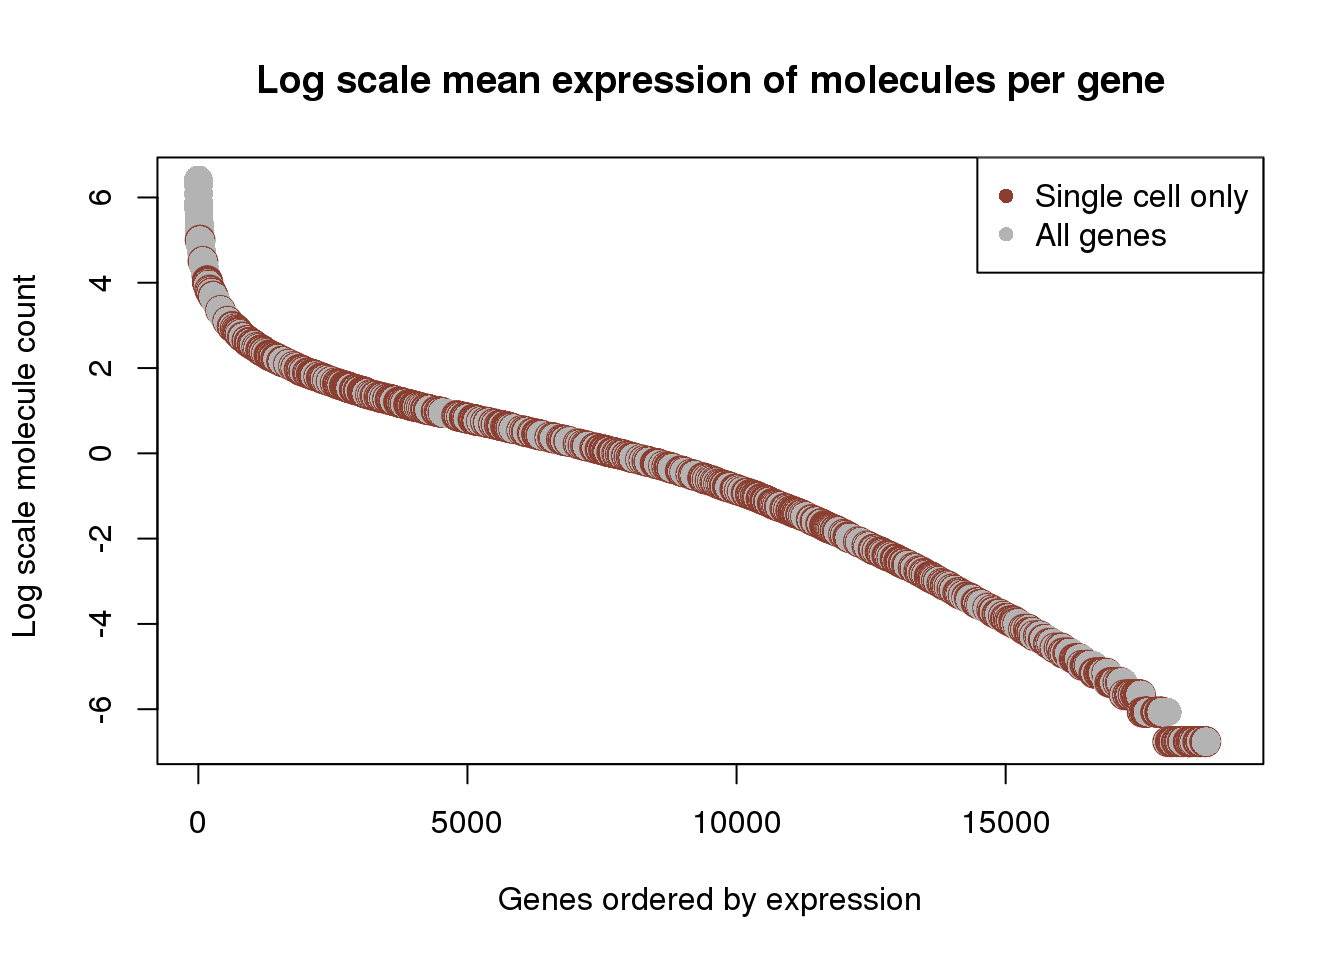 Log scale mean expression of molecules per gene
Single cell only
All genes
Log scale molecule count
6
4
2
0
-2
-4
-6
0 5000 10000 15000
Genes ordered by expression